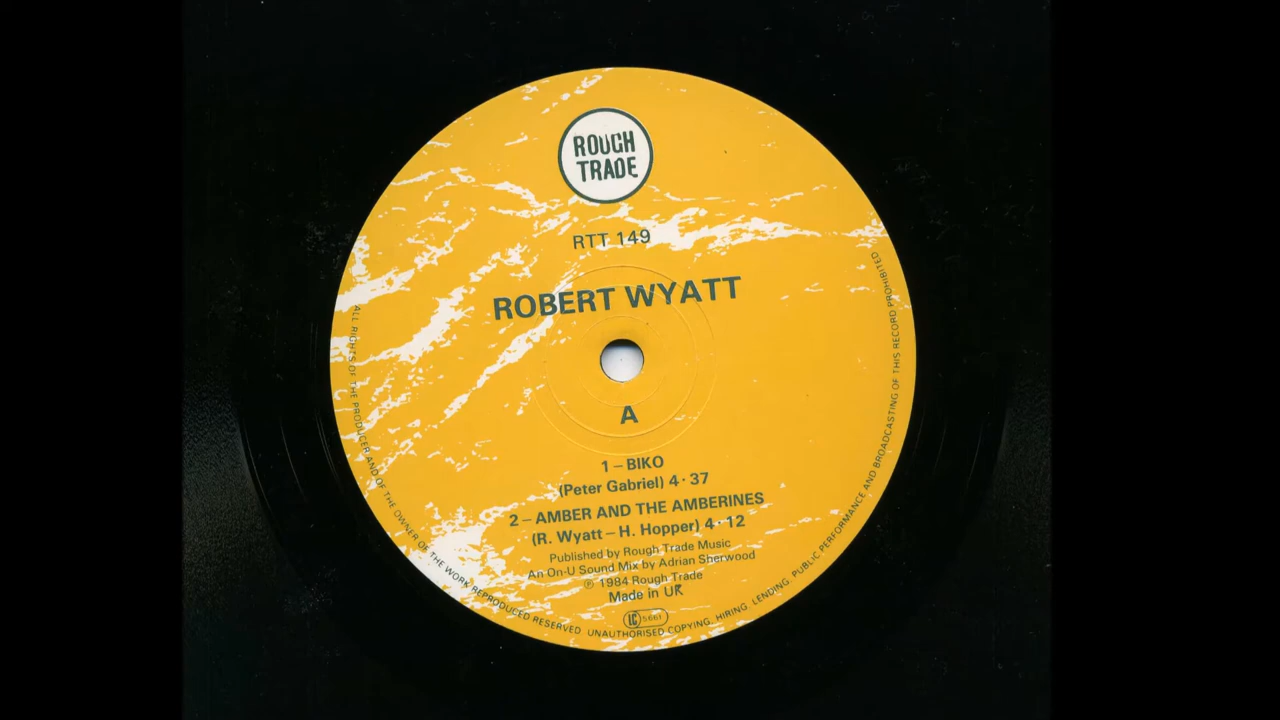 ROUGH
TRADE
RTT 149
ROBERT WYATT
A
1 – BIKO
(Peter Gabriel) 4·37
2 – AMBER AND THE AMBERINES
(R. Wyatt – H. Hopper) 4·12
Published by Rough Trade Music
An On-U Sound Mix by Adrian Sherwood
℗ 1984 Rough Trade
Made in UK
LC 5661
ALL RIGHTS OF THE PRODUCER AND OF THE OWNER OF THE WORK REPRODUCED RESERVED. UNAUTHORISED COPYING, HIRING, LENDING, PUBLIC PERFORMANCE AND BROADCASTING OF THIS RECORD PROHIBITED